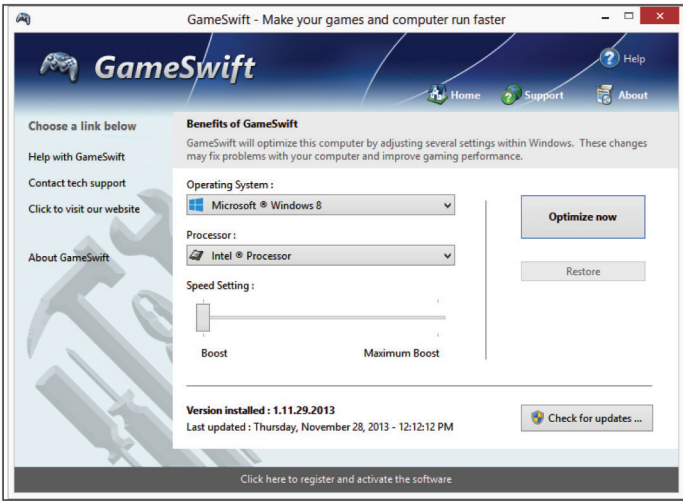 GameSwift - Make your games and computer run faster
GameSwift
Help
Home
Support
About
Choose a link below
Help with GameSwift
Contact tech support
Click to visit our website
About GameSwift
Benefits of GameSwift
GameSwift will optimize this computer by adjusting several settings within Windows. These changes
may fix problems with your computer and improve gaming performance.
Operating System :
Microsoft ® Windows 8
Processor :
Intel ® Processor
Speed Setting :
Boost
Maximum Boost
Optimize now
Restore
Version installed : 1.11.29.2013
Last updated : Thursday, November 28, 2013 - 12:12:12 PM
Check for updates ...
Click here to register and activate the software